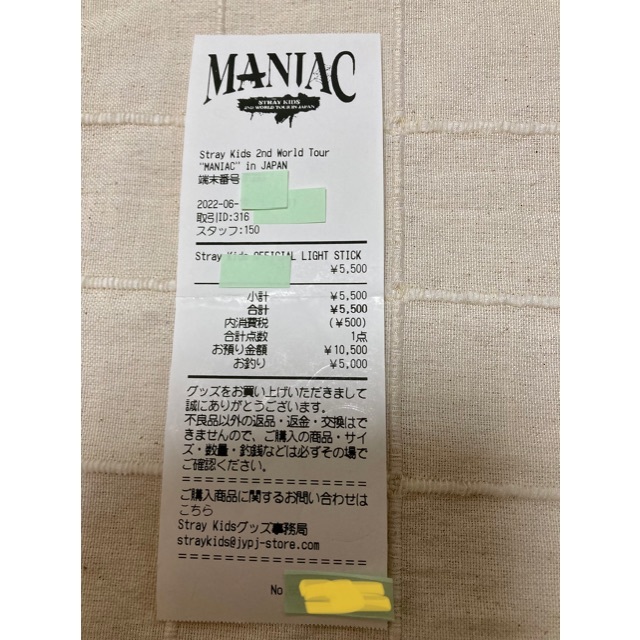 MANIAC
STRAY KIDS
2ND WORLD TOUR IN JAPAN
Stray Kids 2nd World Tour
"MANIAC" in JAPAN
端末番号
2022-06-
取引ID:316
スタッフ:150
Stray Kids OFFICIAL LIGHT STICK
¥5,500
小計 ¥5,500
合計 ¥5,500
内消費税 (¥500)
合計点数 1点
お預り金額 ¥10,500
お釣り ¥5,000
グッズをお買い上げいただきまして
誠にありがとうございます。
不良品以外の返品・返金・交換はで
きませんので、ご購入の商品・サイ
ズ・数量・釣銭などは必ずその場で
ご確認ください。
================
ご購入商品に関するお問い合わせは
こちら
Stray Kidsグッズ事務局
straykids@jypj-store.com
================
No